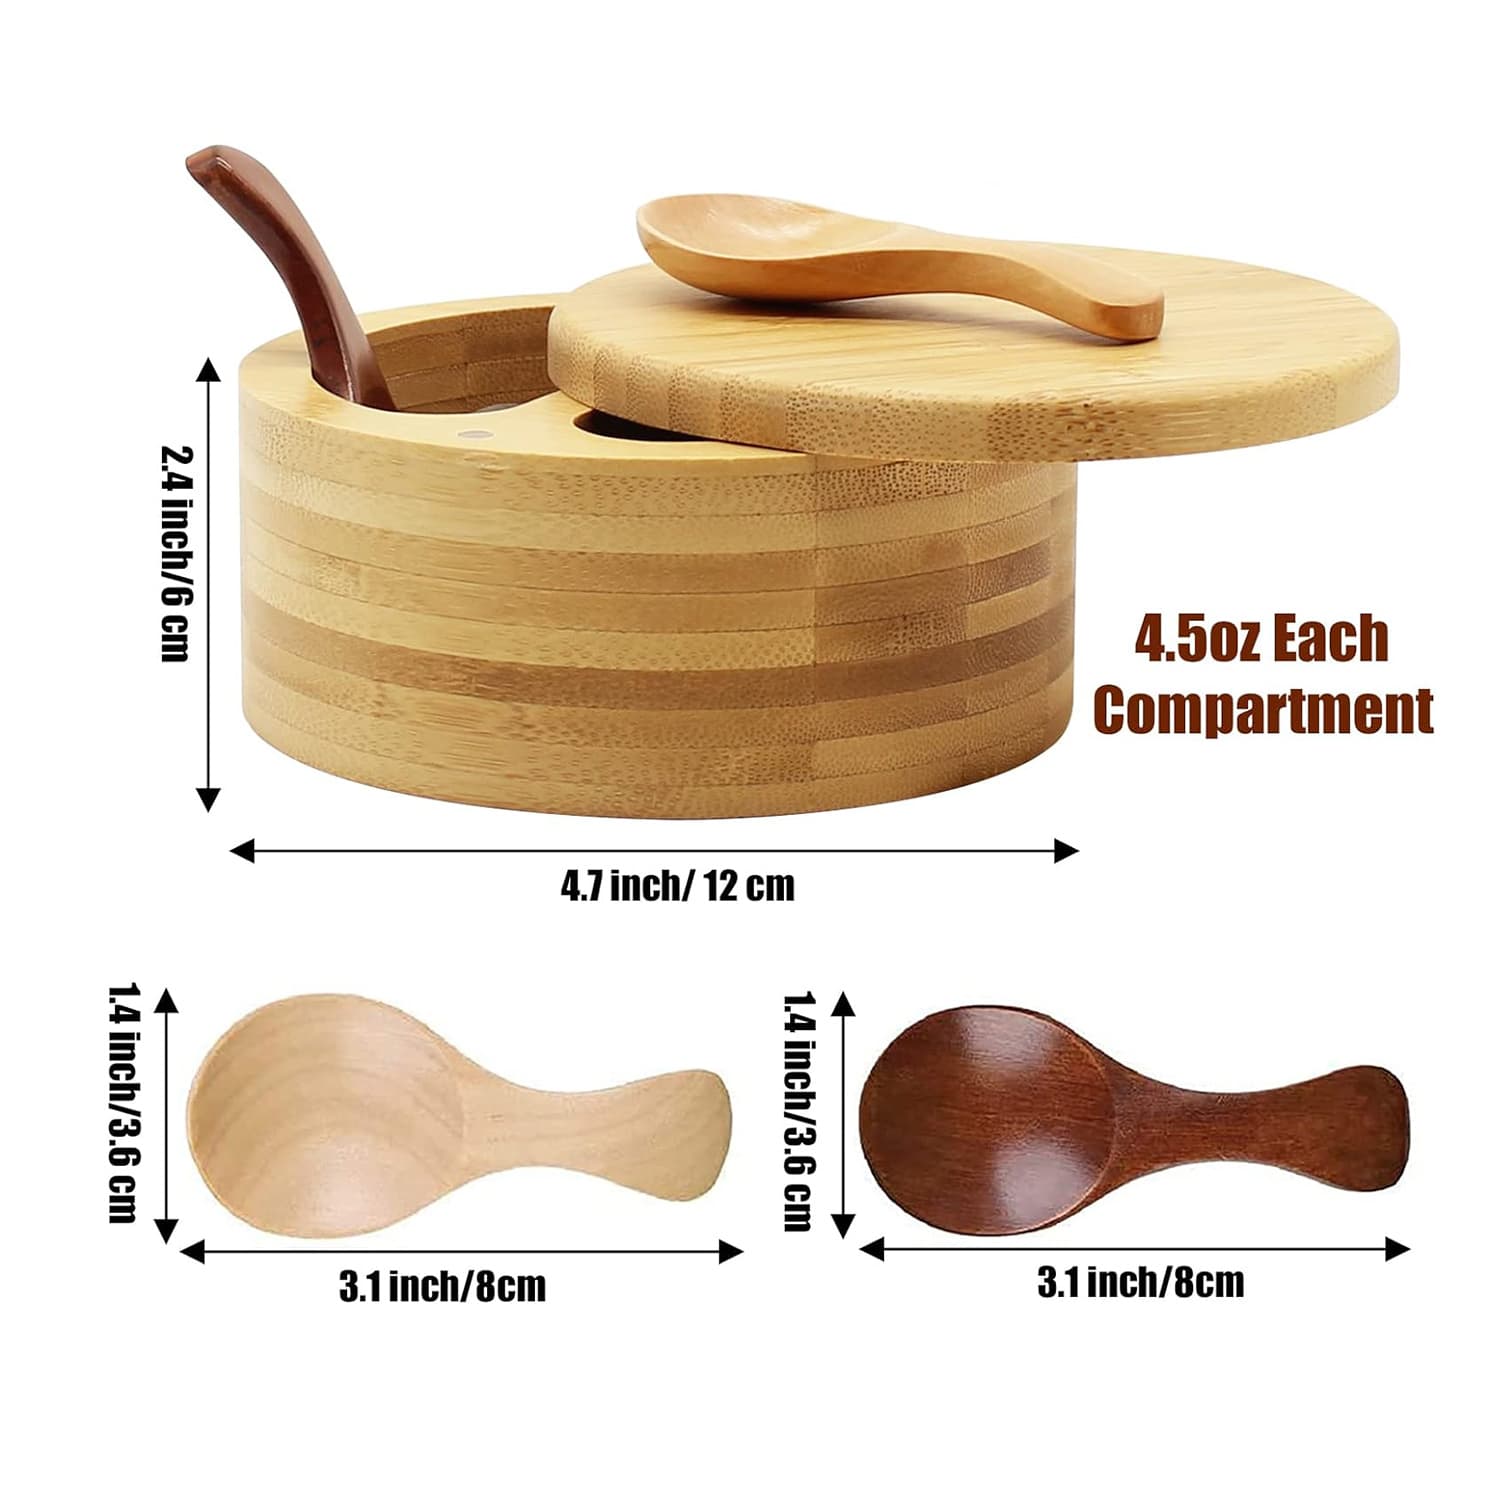 2.4 inch/6 cm
4.5oz Each
Compartment
4.7 inch/ 12 cm
1.4 inch/3.6 cm
3.1 inch/8cm
1.4 inch/3.6 cm
3.1 inch/8cm